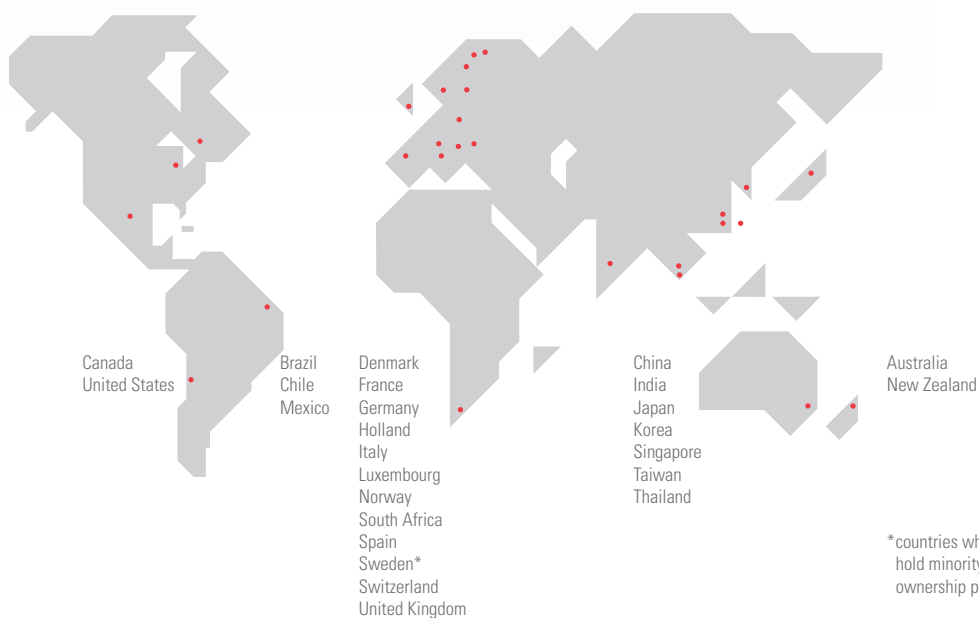 Canada
United States
Brazil
Chile
Mexico
Denmark
France
Germany
Holland
Italy
Luxembourg
Norway
South Africa
Spain
Sweden*
Switzerland
United Kingdom
China
India
Japan
Korea
Singapore
Taiwan
Thailand
Australia
New Zealand
*countries
hold minority
ownership